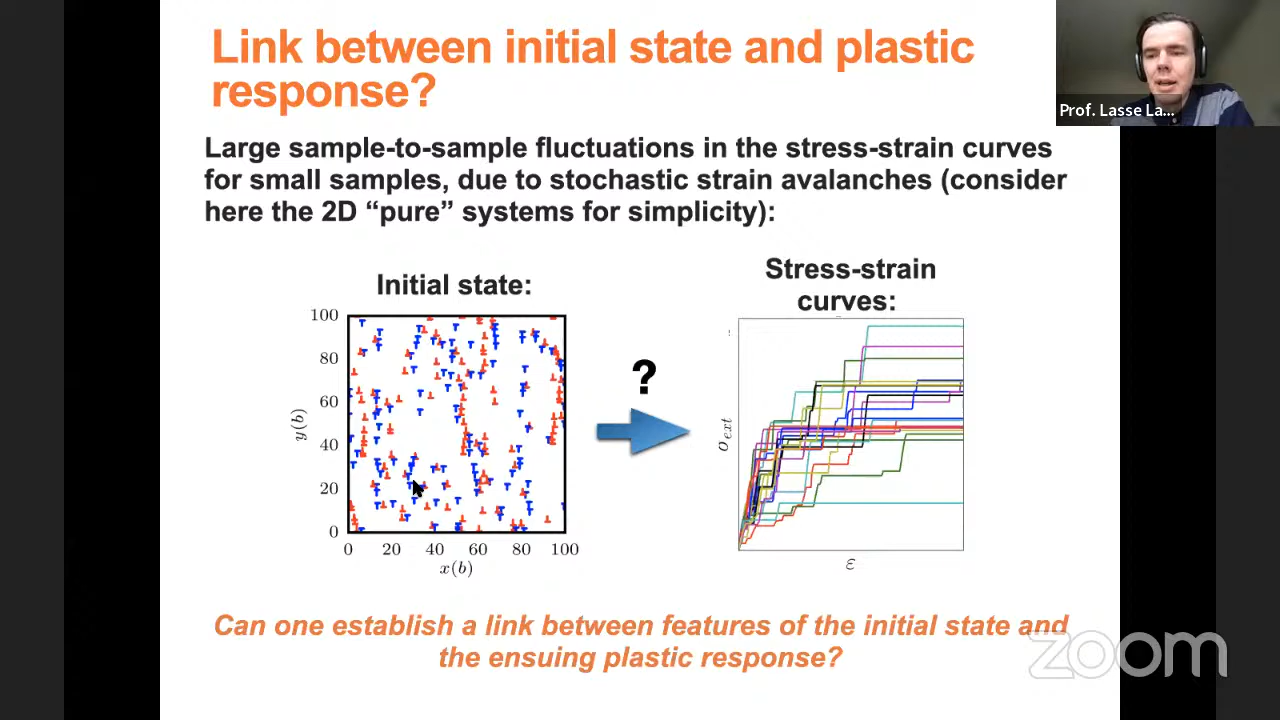 Link between initial state and plastic
response?
Prof. Lasse La...
Large sample-to-sample fluctuations in the stress-strain curves
for small samples, due to stochastic strain avalanches (consider
here the 2D “pure” systems for simplicity):
Initial state:
100
80
60
40
20
0
y(b)
0 20 40 60 80 100
x(b)
?
Stress-strain
curves:
σext
ε
Can one establish a link between features of the initial state and
the ensuing plastic response?
zoom